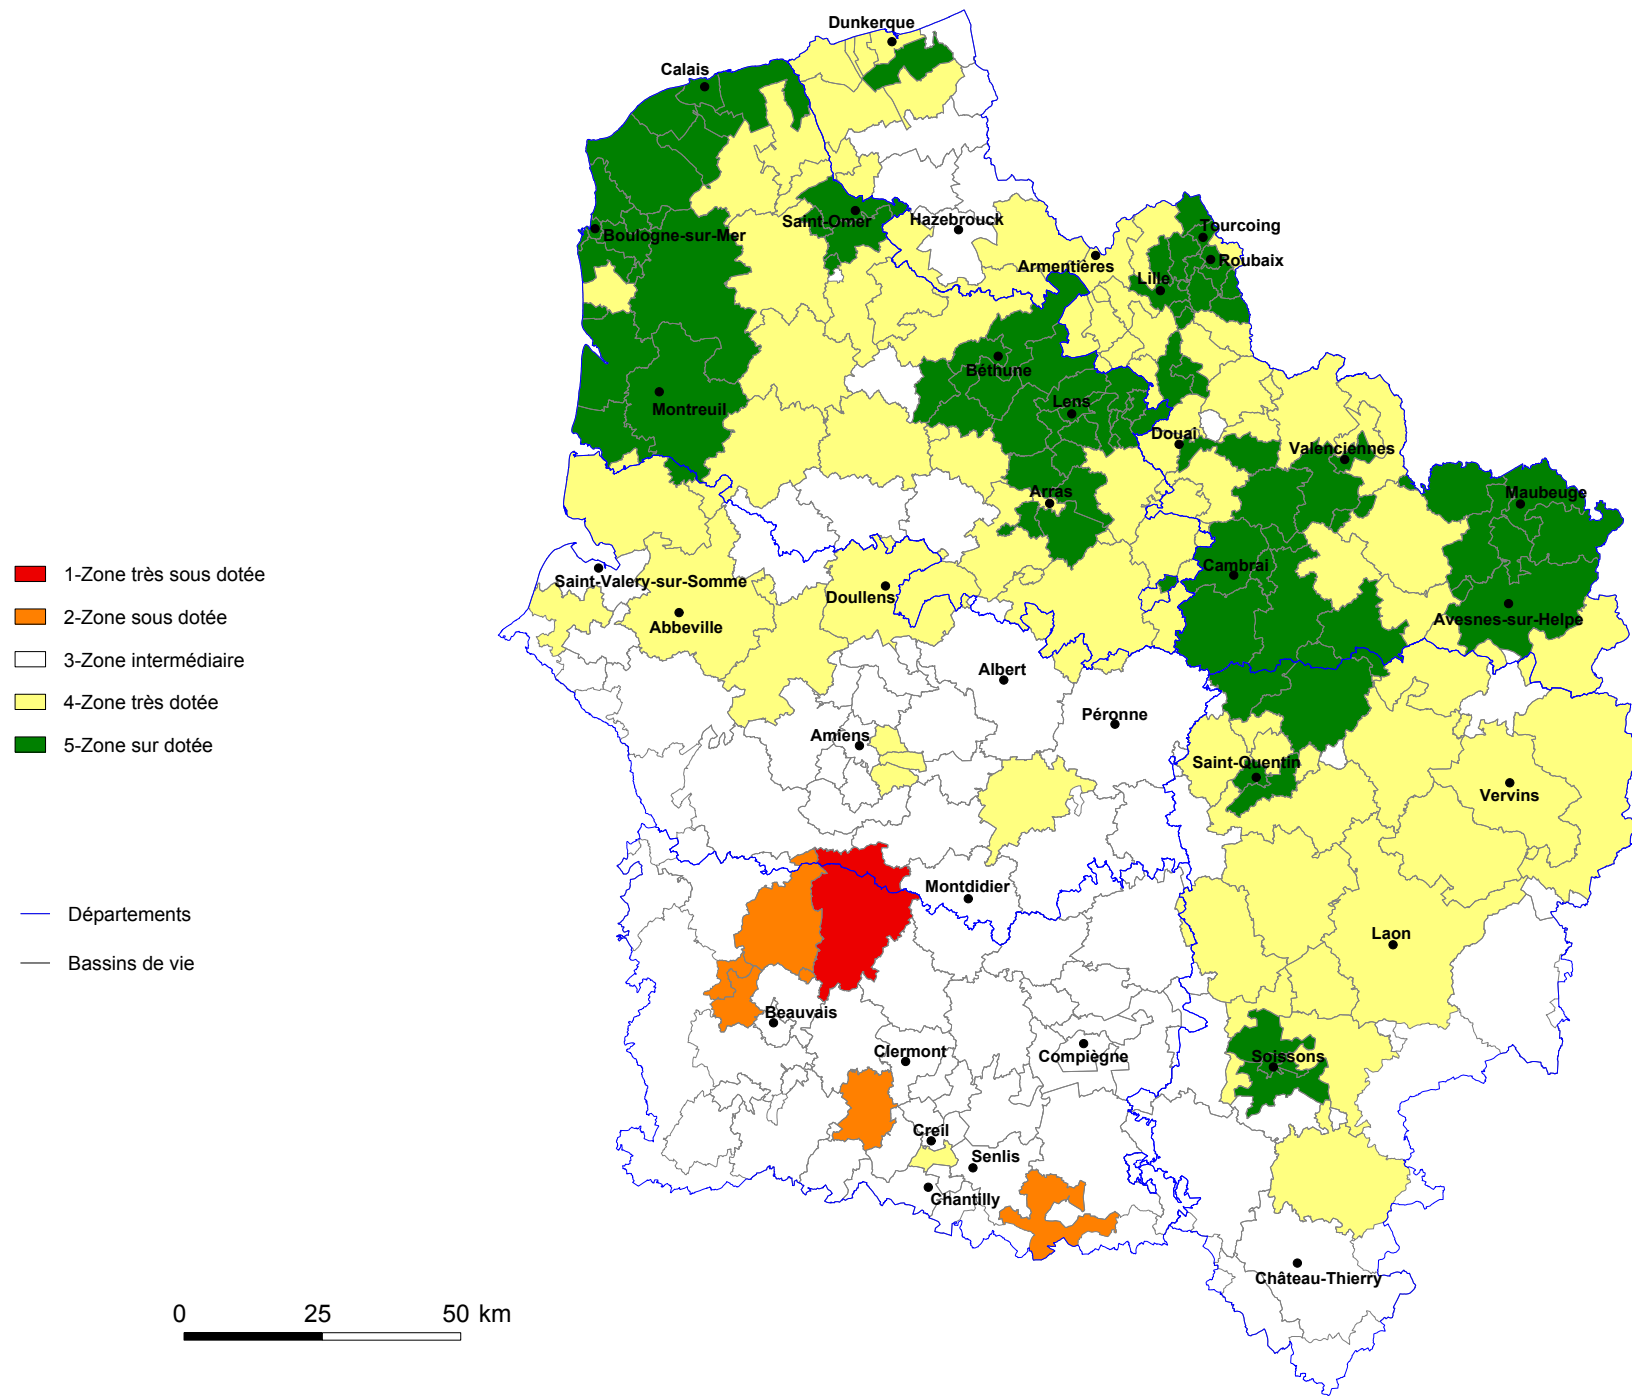 Dunkerque
Calais
Saint-Omer
Hazebrouck
Tourcoing
Boulogne-sur-Mer
Roubaix
Armentières
Lille
Béthune
Montreuil
Lens
Douai
Valenciennes
Arras
Maubeuge
1-Zone très sous dotée
Saint-Valery-sur-Somme
Cambrai
Doullens
2-Zone sous dotée
Abbeville
Avesnes-sur-Helpe
3-Zone intermédiaire
Albert
4-Zone très dotée
Péronne
5-Zone sur dotée
Amiens
Saint-Quentin
Vervins
Montdidier
Départements
Laon
Bassins de vie
Beauvais
Clermont
Compiègne
Soissons
Creil
Senlis
Chantilly
Château-Thierry
0 25 50 km